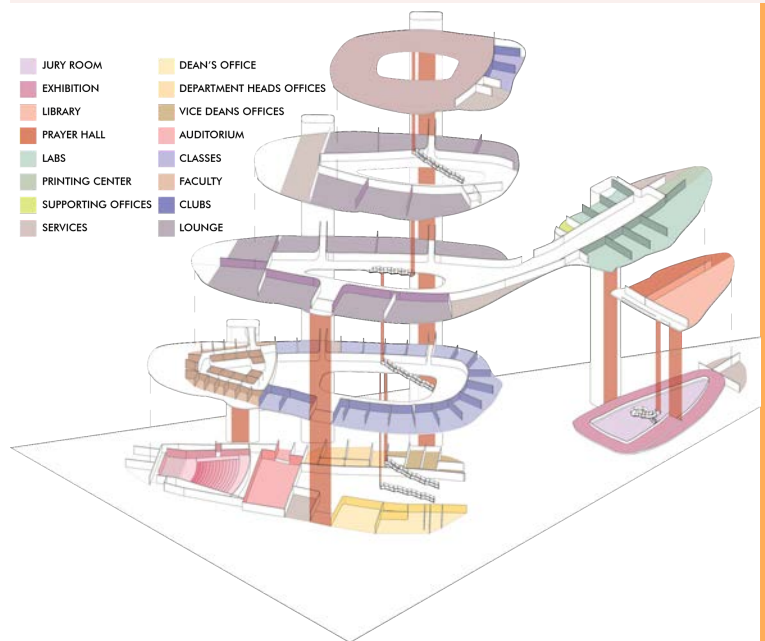 JURY ROOM
EXHIBITION
LIBRARY
PRAYER HALL
LABS
PRINTING CENTER
SUPPORTING OFFICES
SERVICES
DEAN'S OFFICE
DEPARTMENT HEADS OFFICES
VICE DEANS OFFICES
AUDITORIUM
CLASSES
FACULTY
CLUBS
LOUNGE